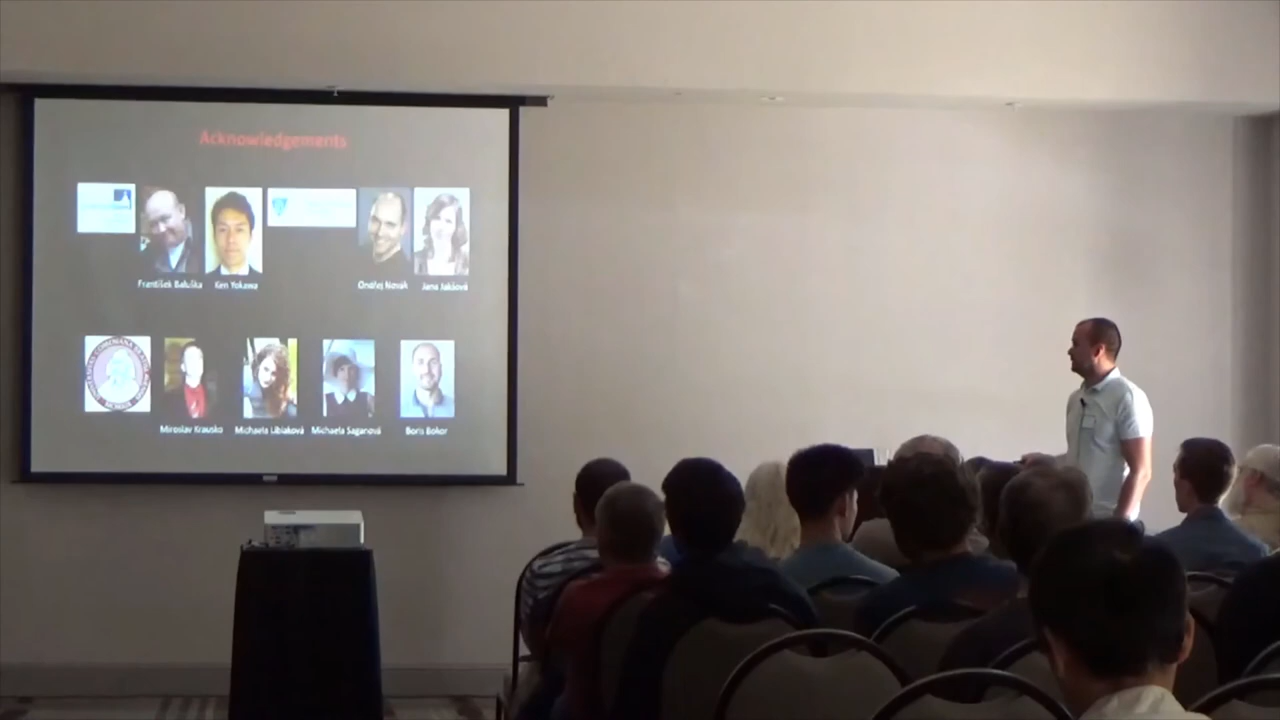 Acknowledgements
František Baluška Ken Yokawa Ondřej Novák Jana Jakšová
Miroslav Krausko Michaela Libiaková Michaela Saganová Boris Bokor